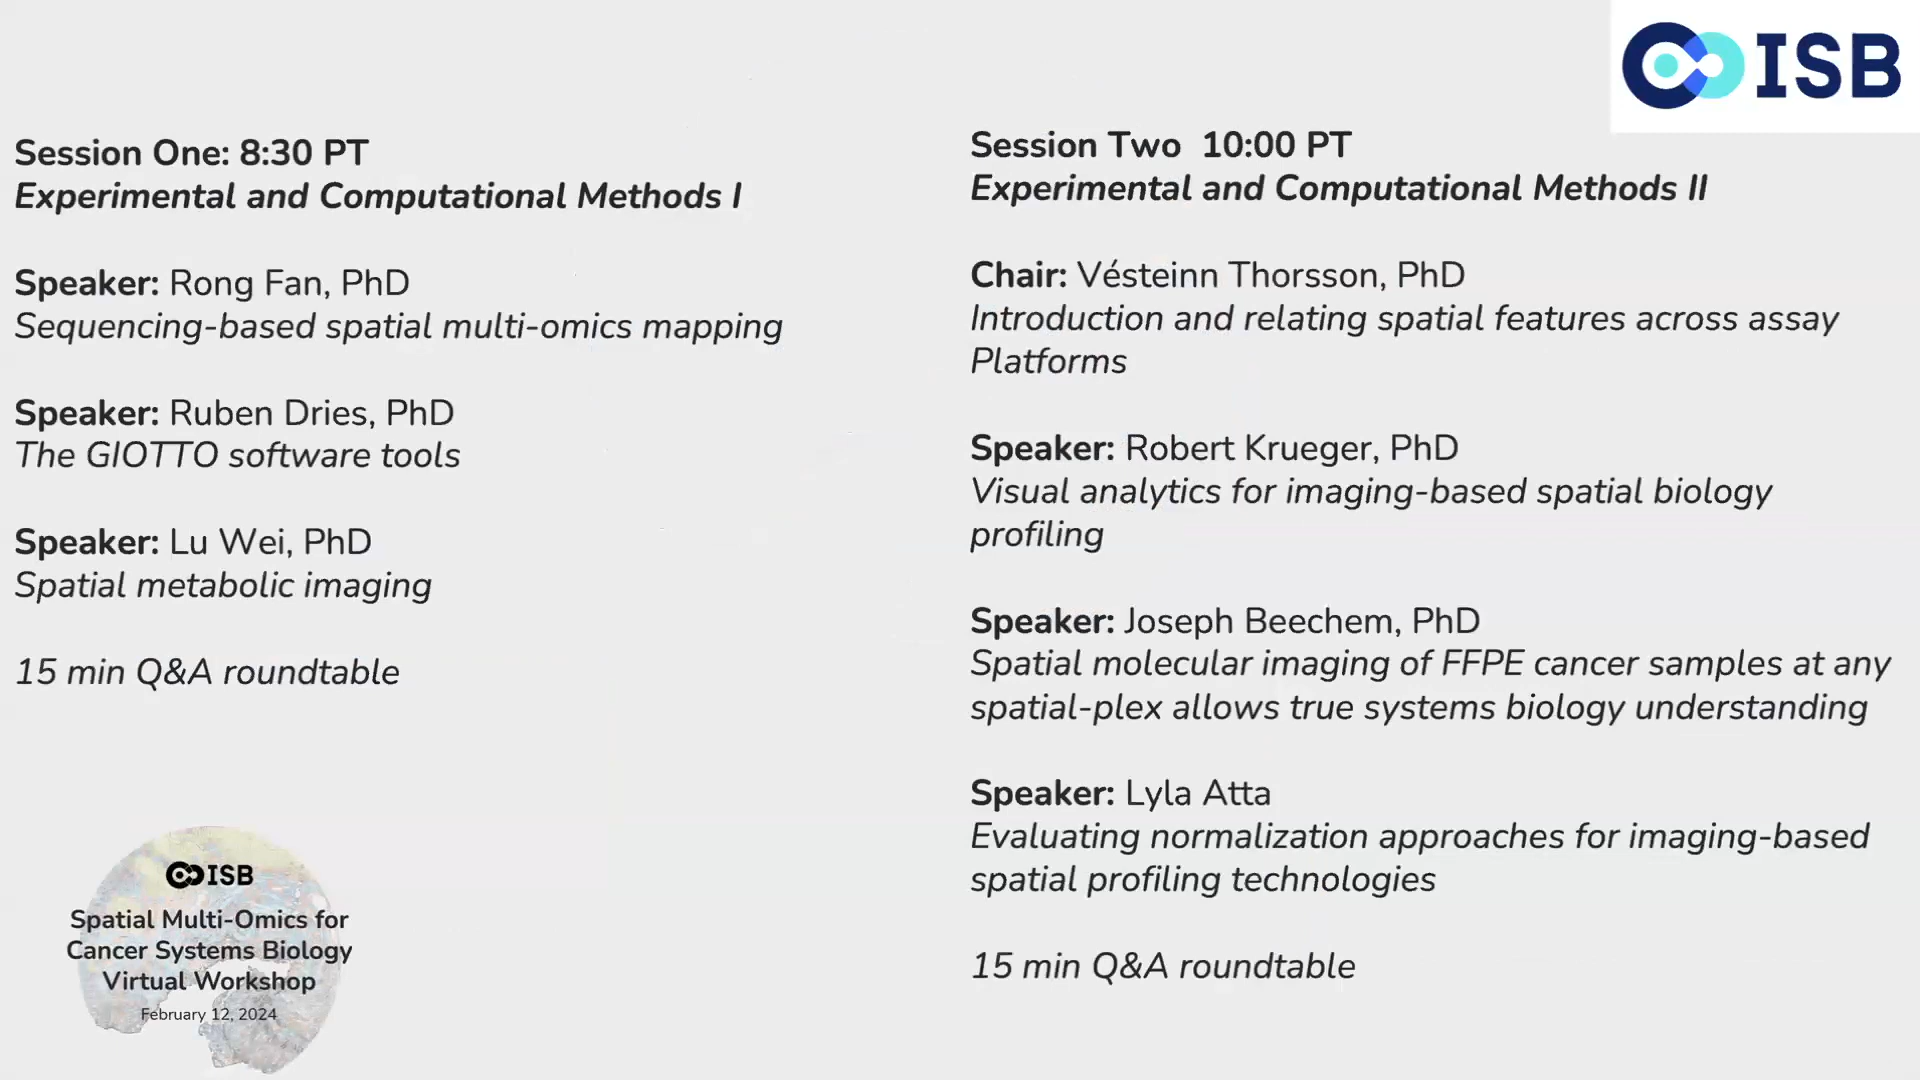 ISB
Session One: 8:30 PT
Experimental and Computational Methods I
Speaker: Rong Fan, PhD
Sequencing-based spatial multi-omics mapping
Speaker: Ruben Dries, PhD
The GIOTTO software tools
Speaker: Lu Wei, PhD
Spatial metabolic imaging
15 min Q&A roundtable
Session Two 10:00 PT
Experimental and Computational Methods II
Chair: Vésteinn Thorsson, PhD
Introduction and relating spatial features across assay
Platforms
Speaker: Robert Krueger, PhD
Visual analytics for imaging-based spatial biology
profiling
Speaker: Joseph Beechem, PhD
Spatial molecular imaging of FFPE cancer samples at any
spatial-plex allows true systems biology understanding
Speaker: Lyla Atta
Evaluating normalization approaches for imaging-based
spatial profiling technologies
15 min Q&A roundtable
ISB
Spatial Multi-Omics for
Cancer Systems Biology
Virtual Workshop
February 12, 2024